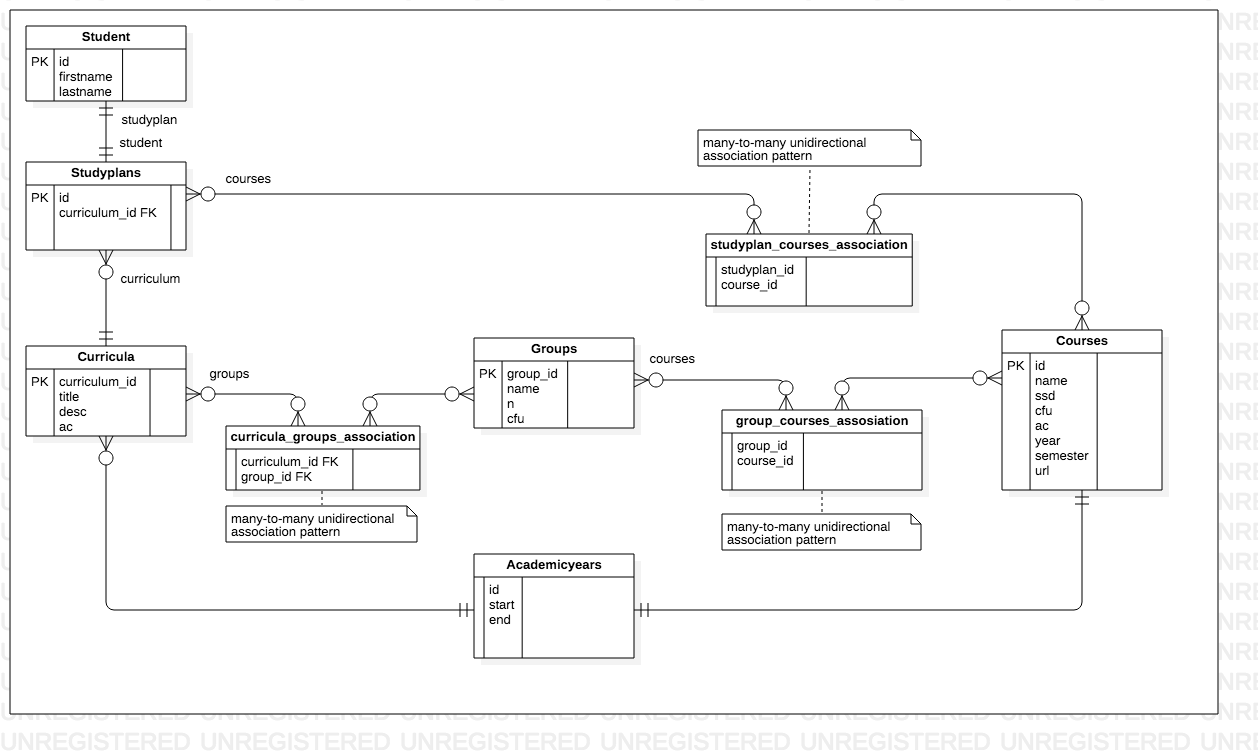 Student
PK id
firstname
lastname
studyplan
student
Studyplans
PK id
curriculum_id FK
courses
many-to-many unidirectional
association pattern
studyplan_courses_association
studyplan_id
course_id
curriculum
Curricula
PK curriculum_id
title
desc
ac
groups
curricula_groups_association
curriculum_id FK
group_id FK
many-to-many unidirectional
association pattern
Groups
PK group_id
name
n
cfu
courses
group_courses_assosiation
group_id
course_id
many-to-many unidirectional
association pattern
Courses
PK id
name
ssd
cfu
ac
year
semester
url
Academicyears
id
start
end
UNREGISTERED UNREGISTERED UNREGISTERED UNREGISTERED UNREGISTERED UNREGISTERED